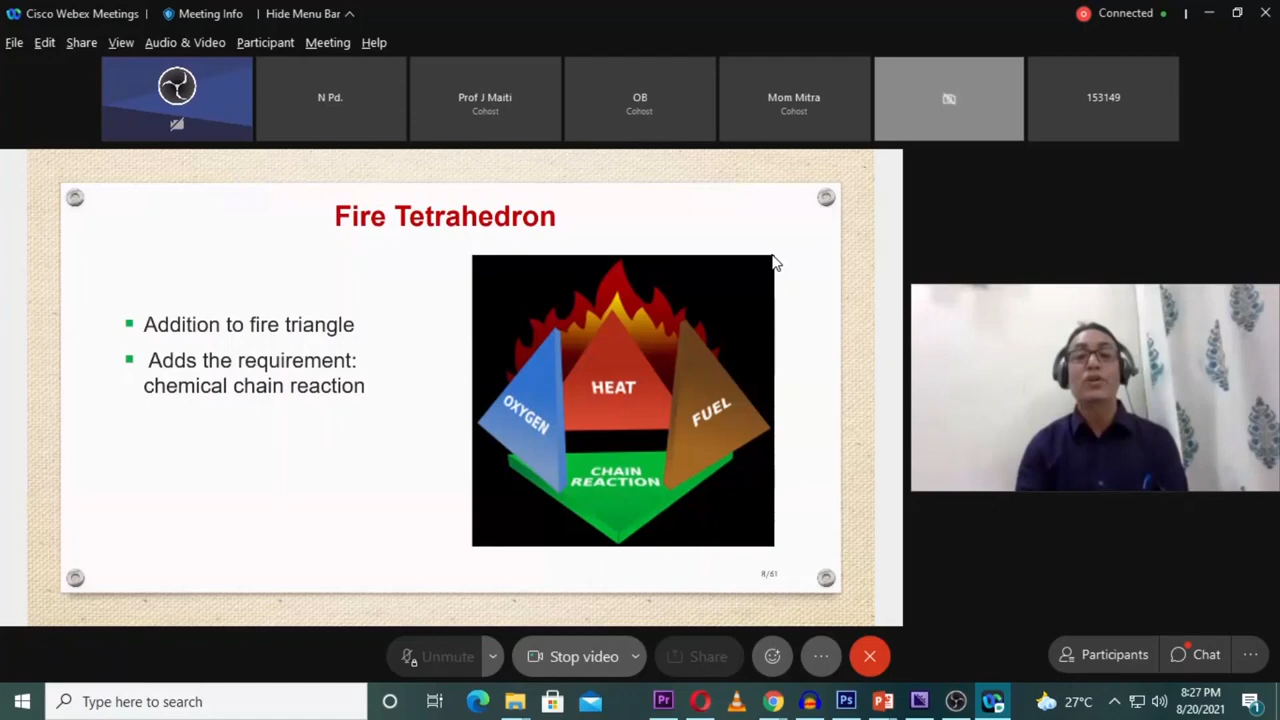 Cisco Webex Meetings
Meeting Info
Hide Menu Bar
Connected
File Edit Share View Audio & Video Participant Meeting Help
N Pd.
Prof J Maiti
Cohost
OB
Cohost
Mom Mitra
Cohost
153149
Fire Tetrahedron
Addition to fire triangle
Adds the requirement:
chemical chain reaction
HEAT
OXYGEN
FUEL
CHAIN
REACTION
8/61
Unmute
Stop video
Share
Participants
Chat
Type here to search
Pr
Ps
27°C
8:27 PM
8/20/2021
1